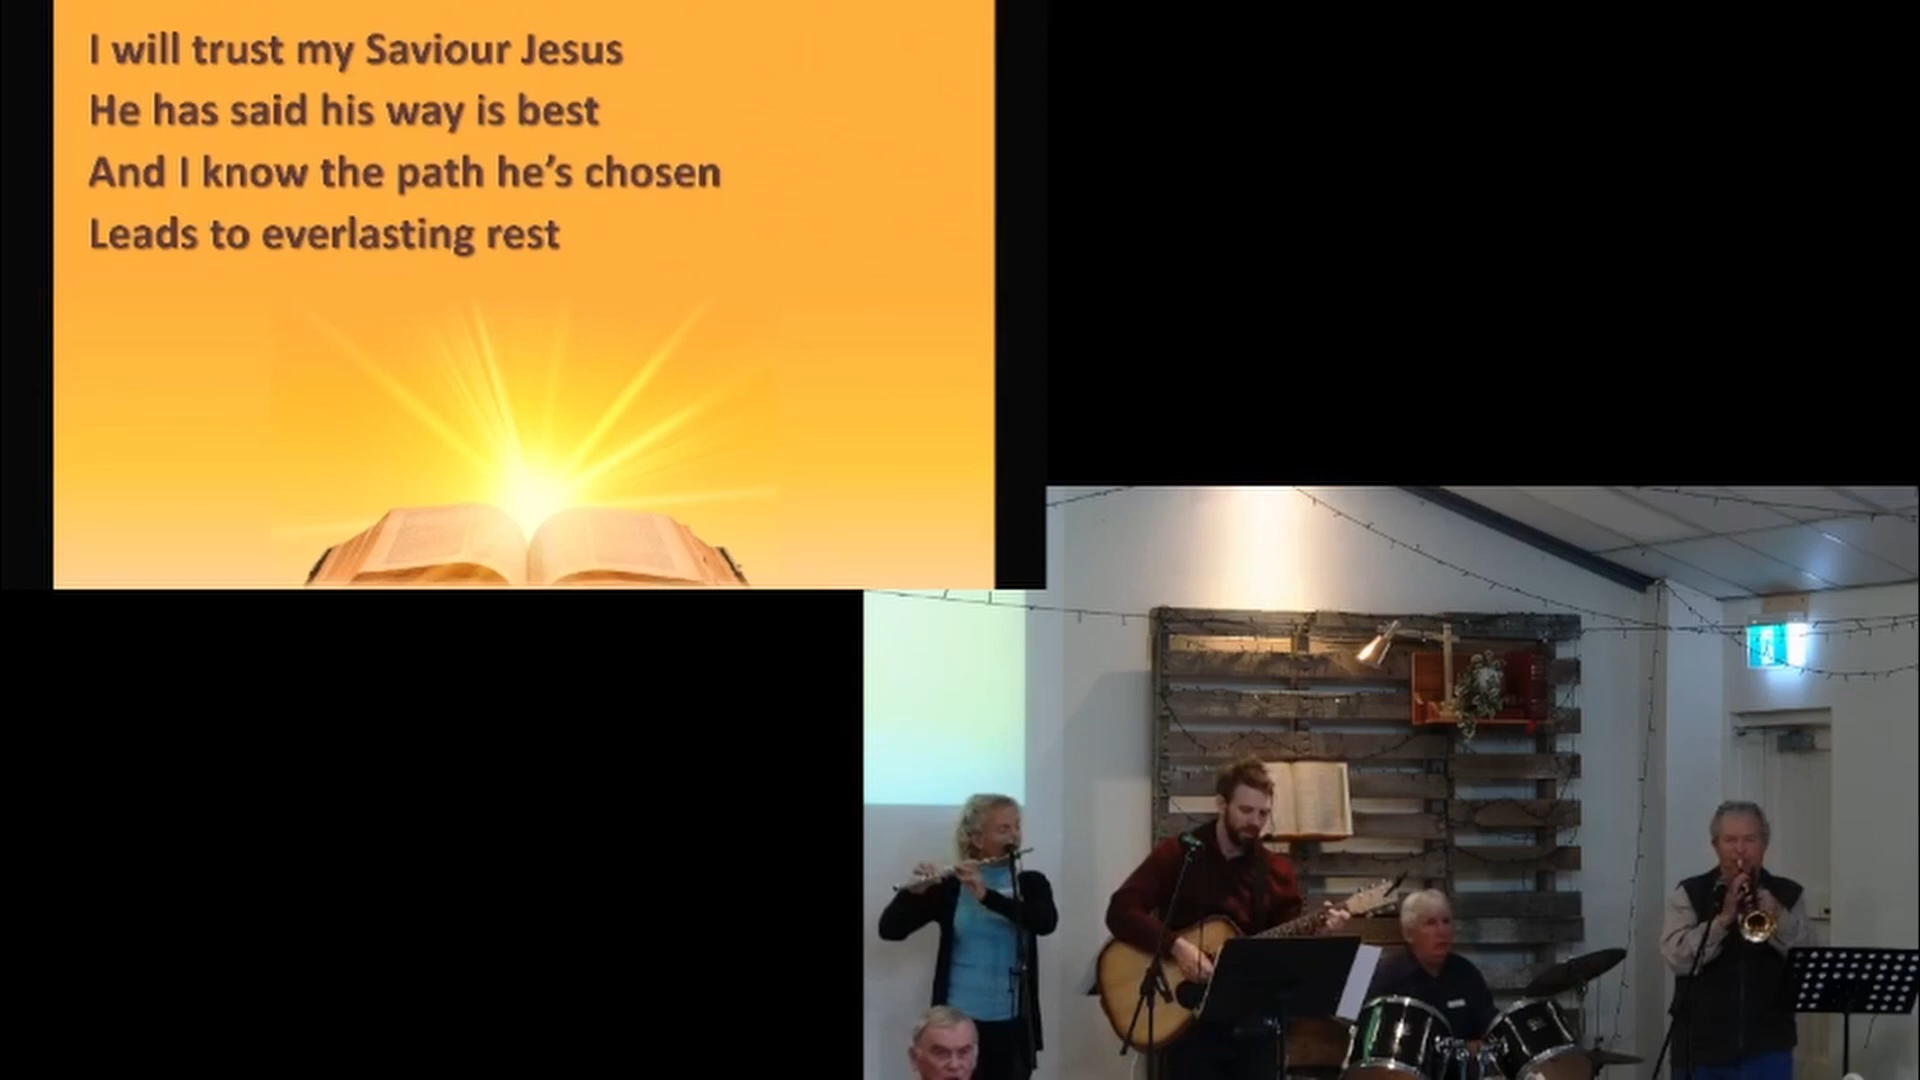 I will trust my Saviour Jesus
He has said his way is best
And I know the path he’s chosen
Leads to everlasting rest